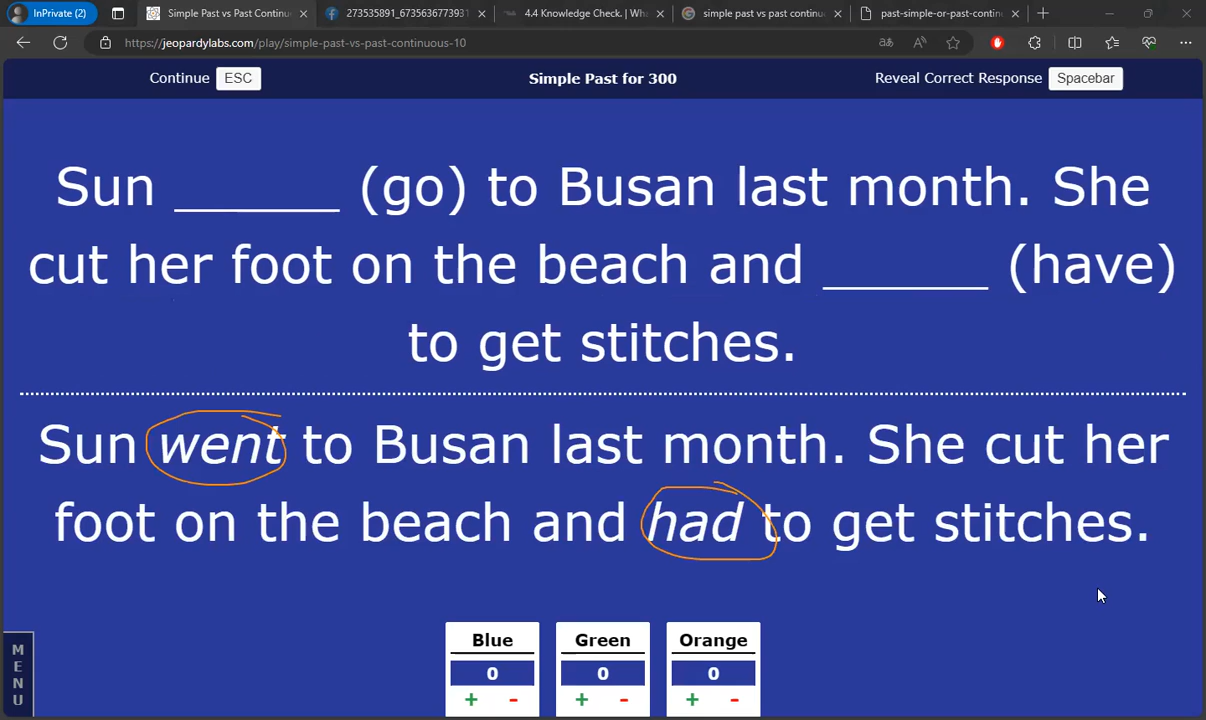 InPrivate (2)
Simple Past vs Past Continu
273535891_6735636773931
4.4 Knowledge Check. | Wha
simple past vs past continu
past-simple-or-past-contin
https://jeopardylabs.com/play/simple-past-vs-past-continuous-10
Continue ESC
Simple Past for 300
Reveal Correct Response Spacebar
Sun ______ (go) to Busan last month. She
cut her foot on the beach and ______ (have)
to get stitches.
Sun went to Busan last month. She cut her
foot on the beach and had to get stitches.
MENU
Blue
0
+ -
Green
0
+ -
Orange
0
+ -